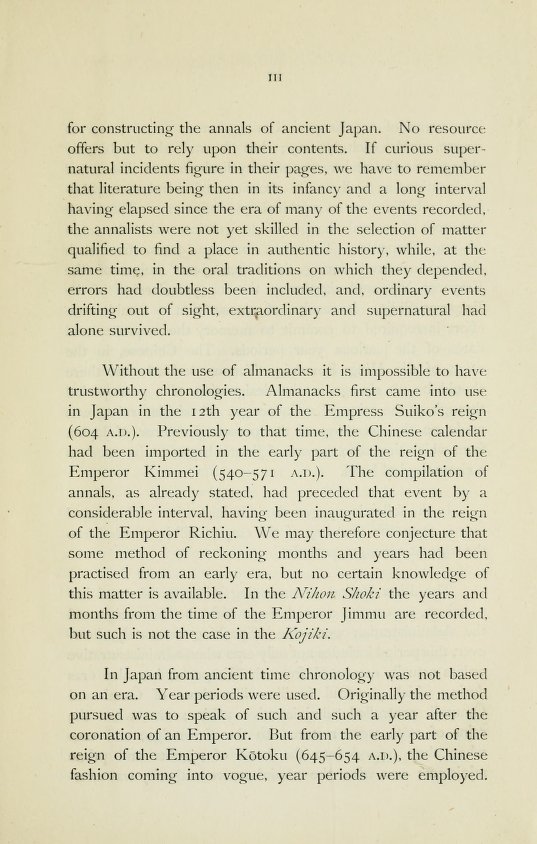 III
for constructing the annals of ancient Japan. No resource
offers but to rely upon their contents. If curious super-
natural incidents figure in their pages, we have to remember
that literature being then in its infancy and a long interval
having elapsed since the era of many of the events recorded,
the annalists were not yet skilled in the selection of matter
qualified to find a place in authentic history, while, at the
same time, in the oral traditions on which they depended,
errors had doubtless been included, and, ordinary events
drifting out of sight, extraordinary and supernatural had
alone survived.
Without the use of almanacks it is impossible to have
trustworthy chronologies. Almanacks first came into use
in Japan in the 12th year of the Empress Suiko's reign
(604 A.D.). Previously to that time, the Chinese calendar
had been imported in the early part of the reign of the
Emperor Kimmei (540–571 A.D.). The compilation of
annals, as already stated, had preceded that event by a
considerable interval, having been inaugurated in the reign
of the Emperor Richiu. We may therefore conjecture that
some method of reckoning months and years had been
practised from an early era, but no certain knowledge of
this matter is available. In the Nihon Shoki the years and
months from the time of the Emperor Jimmu are recorded,
but such is not the case in the Kojiki.
In Japan from ancient time chronology was not based
on an era. Year periods were used. Originally the method
pursued was to speak of such and such a year after the
coronation of an Emperor. But from the early part of the
reign of the Emperor Kōtoku (645–654 A.D.), the Chinese
fashion coming into vogue, year periods were employed.